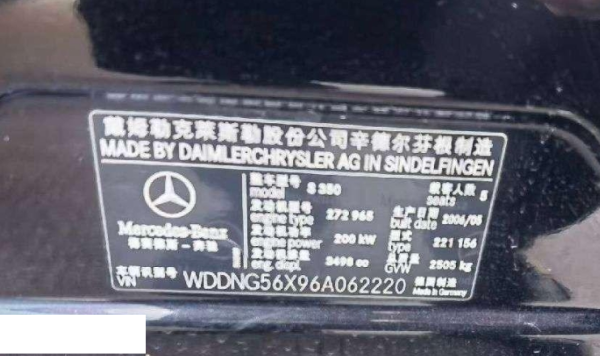 戴姆勒克莱斯勒股份公司辛德尔芬根制造
MADE BY DAIMLERCHRYSLER AG IN SINDELFINGEN
整车型号 model S 350 载客人数 seats 5
发动机型号 engine type 272 965 生产日期 built date 2006/05
发动机功率 engine power 200 kW 型式 type 221 156
发动机排量 eng. displ. 3498 cc 总质量 GVW 2505 kg
Mercedes-Benz
梅赛德斯-奔驰
车辆识别号 VIN WDDNG56X96A062220 德国制造 Made in Germany